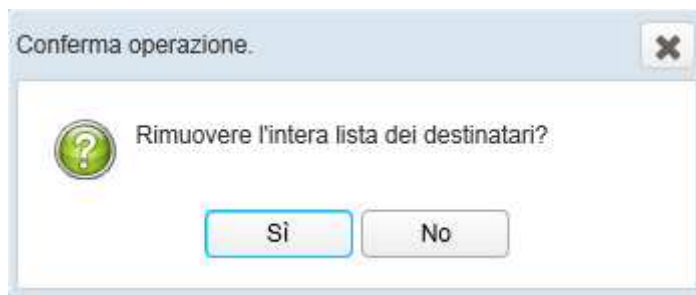 Conferma operazione.
Rimuovere l'intera lista dei destinatari?
Sì
No